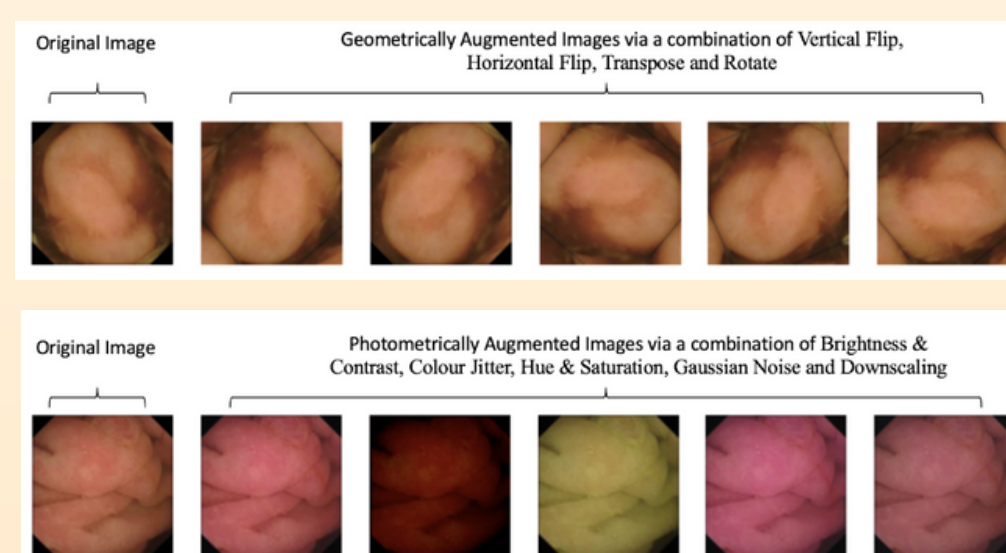 Original Image
Geometrically Augmented Images via a combination of Vertical Flip,
Horizontal Flip, Transpose and Rotate
Original Image
Photometrically Augmented Images via a combination of Brightness &
Contrast, Colour Jitter, Hue & Saturation, Gaussian Noise and Downscaling